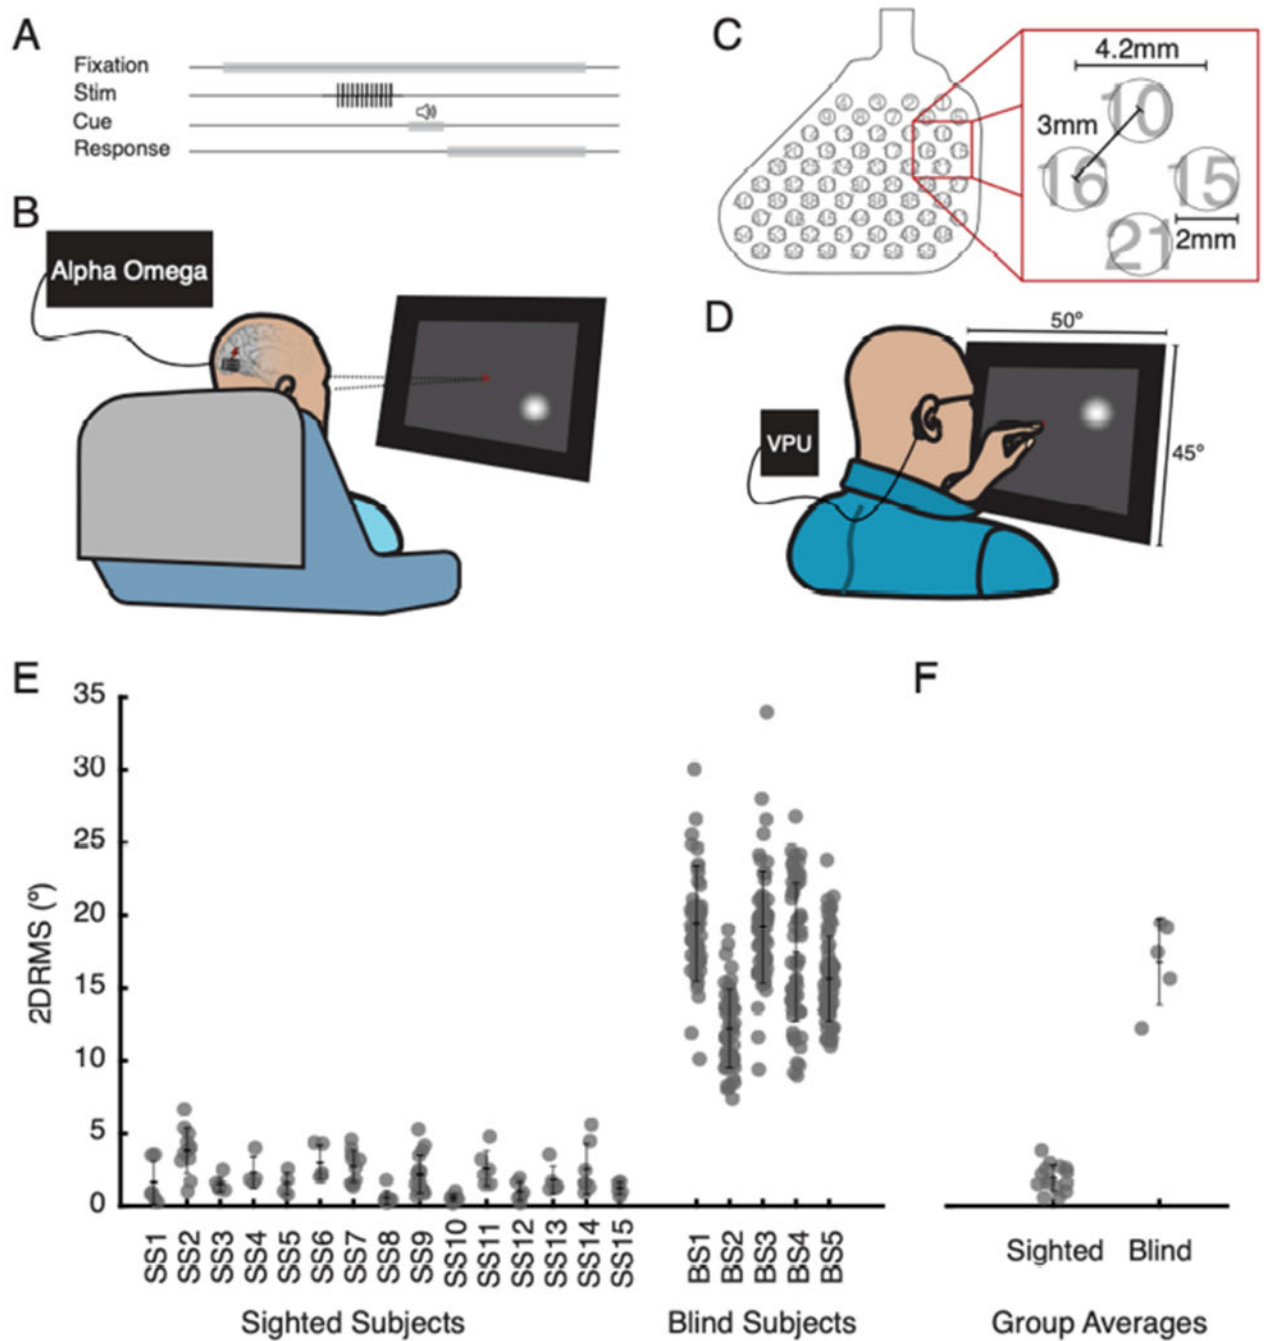 A
Fixation
Stim
Cue
Response
B
Alpha Omega
C
4.2mm
3mm
10
16
15
21
2mm
D
50°
VPU
45°
E
35
30
25
20
15
10
5
0
2DRMS (°)
SS1
SS2
SS3
SS4
SS5
SS6
SS7
SS8
SS9
SS10
SS11
SS12
SS13
SS14
SS15
BS1
BS2
BS3
BS4
BS5
Sighted Subjects
Blind Subjects
F
Sighted Blind
Group Averages